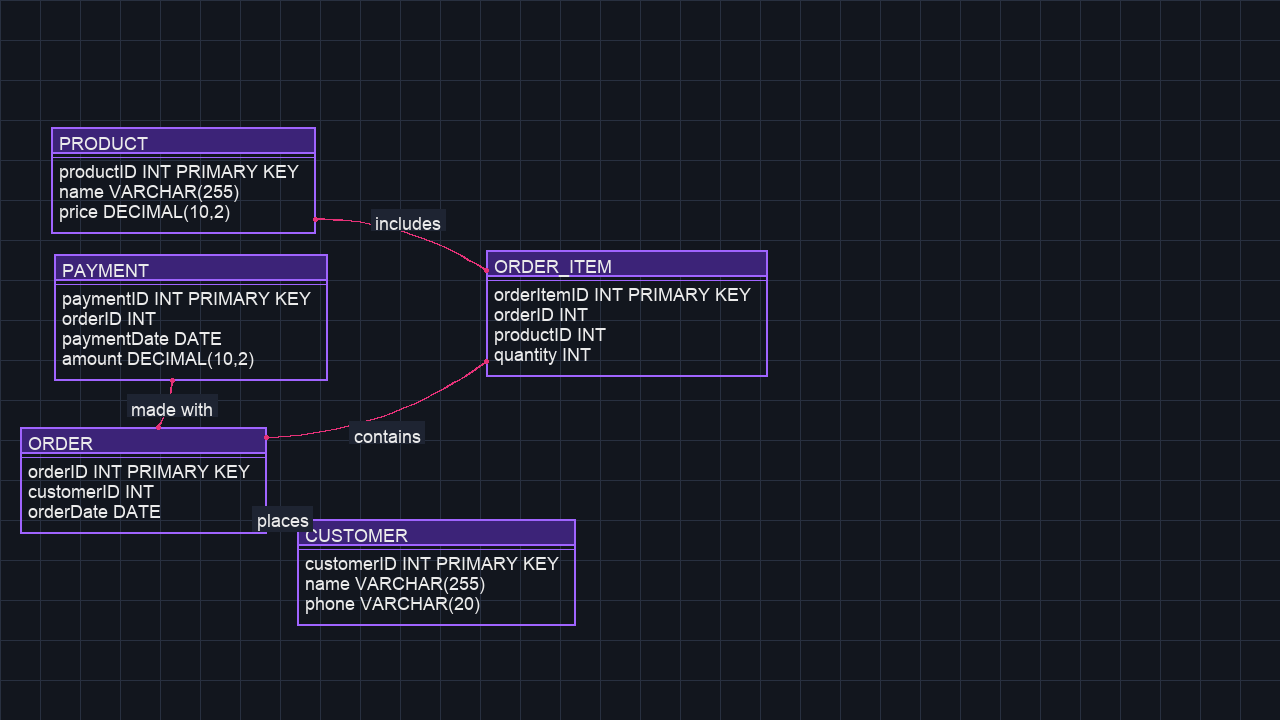 PRODUCT
productID INT PRIMARY KEY
name VARCHAR(255)
price DECIMAL(10,2)
includes
PAYMENT
paymentID INT PRIMARY KEY
orderID INT
paymentDate DATE
amount DECIMAL(10,2)
ORDER_ITEM
orderItemID INT PRIMARY KEY
orderID INT
productID INT
quantity INT
made with
contains
ORDER
orderID INT PRIMARY KEY
customerID INT
orderDate DATE
places
CUSTOMER
customerID INT PRIMARY KEY
name VARCHAR(255)
phone VARCHAR(20)